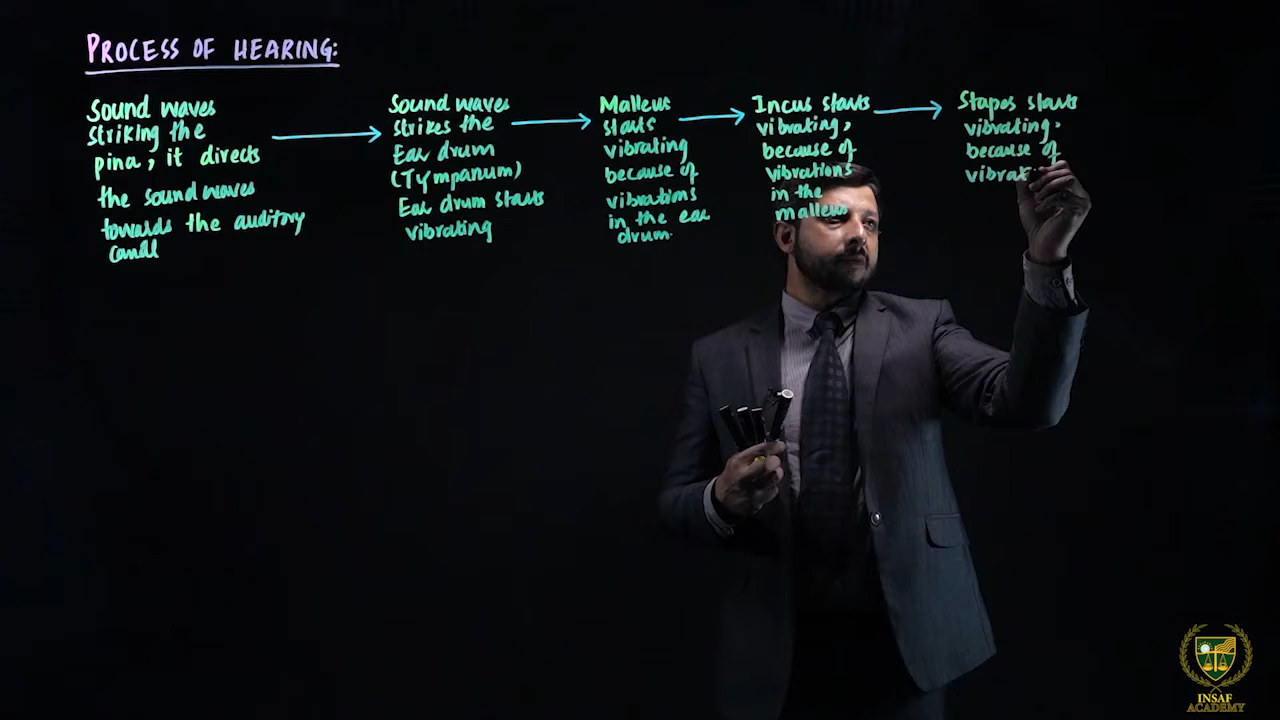 PROCESS OF HEARING:
Sound waves
striking the
pina, it directs
the sound waves
towards the auditory
canal
Sound waves
strikes the
Ear drum
(Tympanum)
Ear drum starts
vibrating
Malleus
starts
vibrating
because of
vibrations
in the ear
drum.
Incus starts
vibrating,
because of
vibrations
in the
malleus
Stapes starts
vibrating,
because of
INSAF
ACADEMY